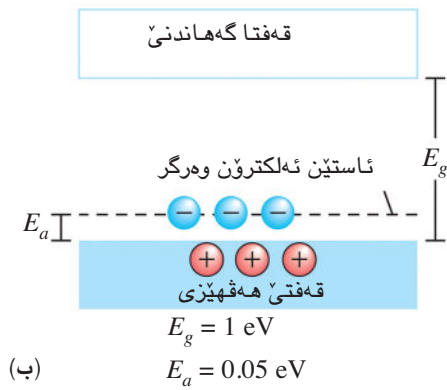 قەفتا گەهاندنێ
ئاستێن ئەلکترۆن وەرگر
E_g
E_a
− − −
+ + +
قەفتێ هەڤهێزی
E_g = 1 eV
(ب) E_a = 0.05 eV